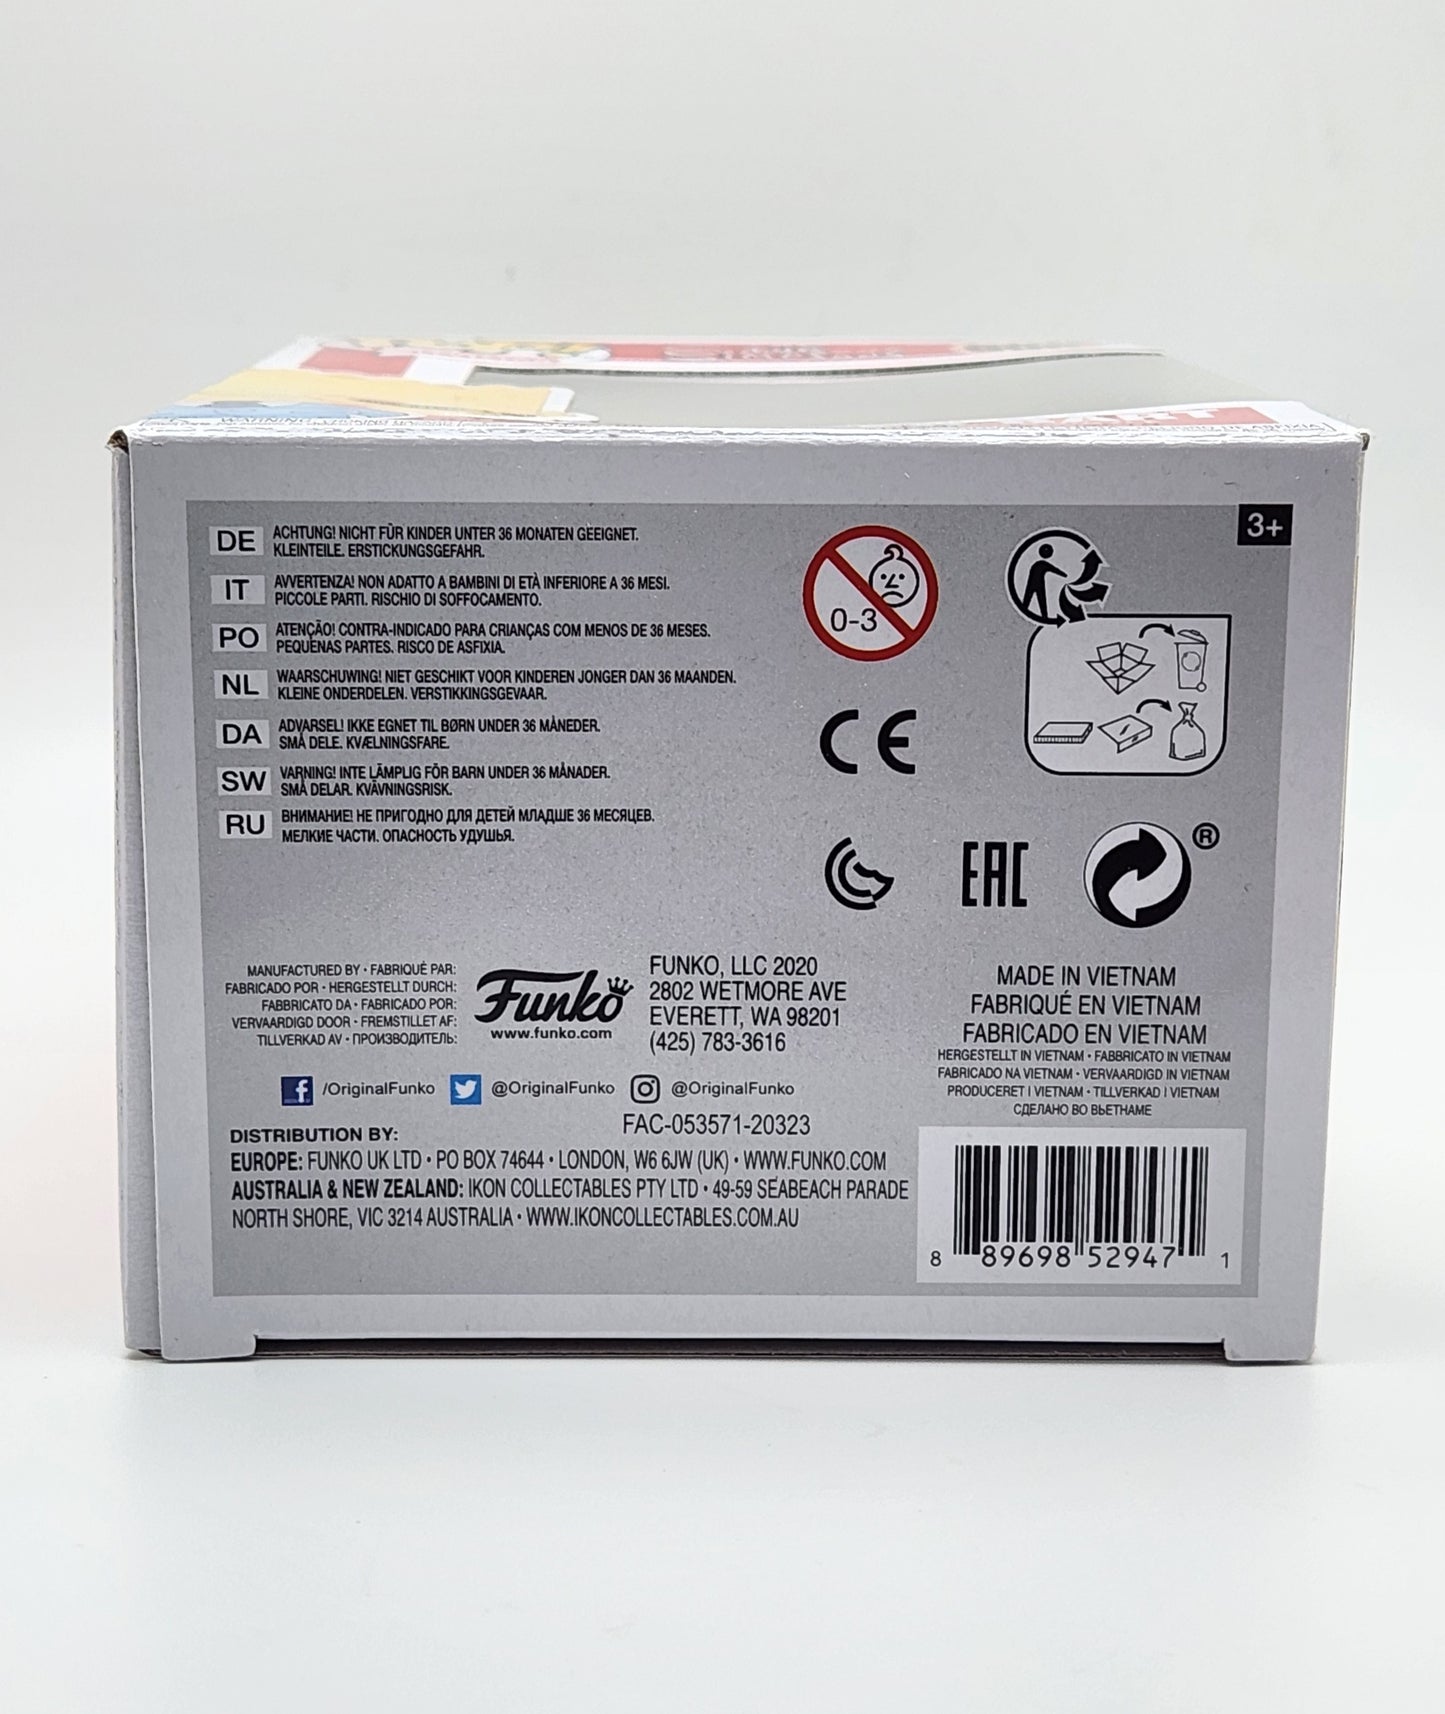 The Simpsons
BART
WARNING
DE ACHTUNG! NICHT FÜR KINDER UNTER 36 MONATEN GEEIGNET.
KLEINTEILE. ERSTICKUNGSGEFAHR.
IT AVVERTENZA! NON ADATTO A BAMBINI DI ETÀ INFERIORE A 36 MESI.
PICCOLE PARTI. RISCHIO DI SOFFOCAMENTO.
PO ATENÇÃO! CONTRA-INDICADO PARA CRIANÇAS COM MENOS DE 36 MESES.
PEQUENAS PARTES. RISCO DE ASFIXIA.
NL WAARSCHUWING! NIET GESCHIKT VOOR KINDEREN JONGER DAN 36 MAANDEN.
KLEINE ONDERDELEN. VERSTIKKINGSGEVAAR.
DA ADVARSEL! IKKE EGNET TIL BØRN UNDER 36 MÅNEDER.
SMÅ DELE. KVÆLNINGSFARE.
SW VARNING! INTE LÄMPLIG FÖR BARN UNDER 36 MÅNADER.
SMÅ DELAR. KVÄVNINGSRISK.
RU ВНИМАНИЕ! НЕ ПРИГОДНО ДЛЯ ДЕТЕЙ МЛАДШЕ 36 МЕСЯЦЕВ.
МЕЛКИЕ ЧАСТИ. ОПАСНОСТЬ УДУШЬЯ.
3+
0-3
CE
EAC
®
MANUFACTURED BY • FABRIQUÉ PAR:
FABRICADO POR • HERGESTELLT DURCH:
FABBRICATO DA • FABRICADO POR:
VERVAARDIGD DOOR • FREMSTILLET AF:
TILLVERKAD AV • ПРОИЗВОДИТЕЛЬ:
Funko
www.funko.com
FUNKO, LLC 2020
2802 WETMORE AVE
EVERETT, WA 98201
(425) 783-3616
MADE IN VIETNAM
FABRIQUÉ EN VIETNAM
FABRICADO EN VIETNAM
HERGESTELLT IN VIETNAM • FABBRICATO IN VIETNAM
FABRICADO NA VIETNAM • VERVAARDIGD IN VIETNAM
PRODUCERET I VIETNAM • TILLVERKAD I VIETNAM
СДЕЛАНО ВО ВЬЕТНАМЕ
/OriginalFunko @OriginalFunko @OriginalFunko
FAC-053571-20323
DISTRIBUTION BY:
EUROPE: FUNKO UK LTD • PO BOX 74644 • LONDON, W6 6JW (UK) • WWW.FUNKO.COM
AUSTRALIA & NEW ZEALAND: IKON COLLECTABLES PTY LTD • 49-59 SEABEACH PARADE
NORTH SHORE, VIC 3214 AUSTRALIA • WWW.IKONCOLLECTABLES.COM.AU
8 89698 52947 1